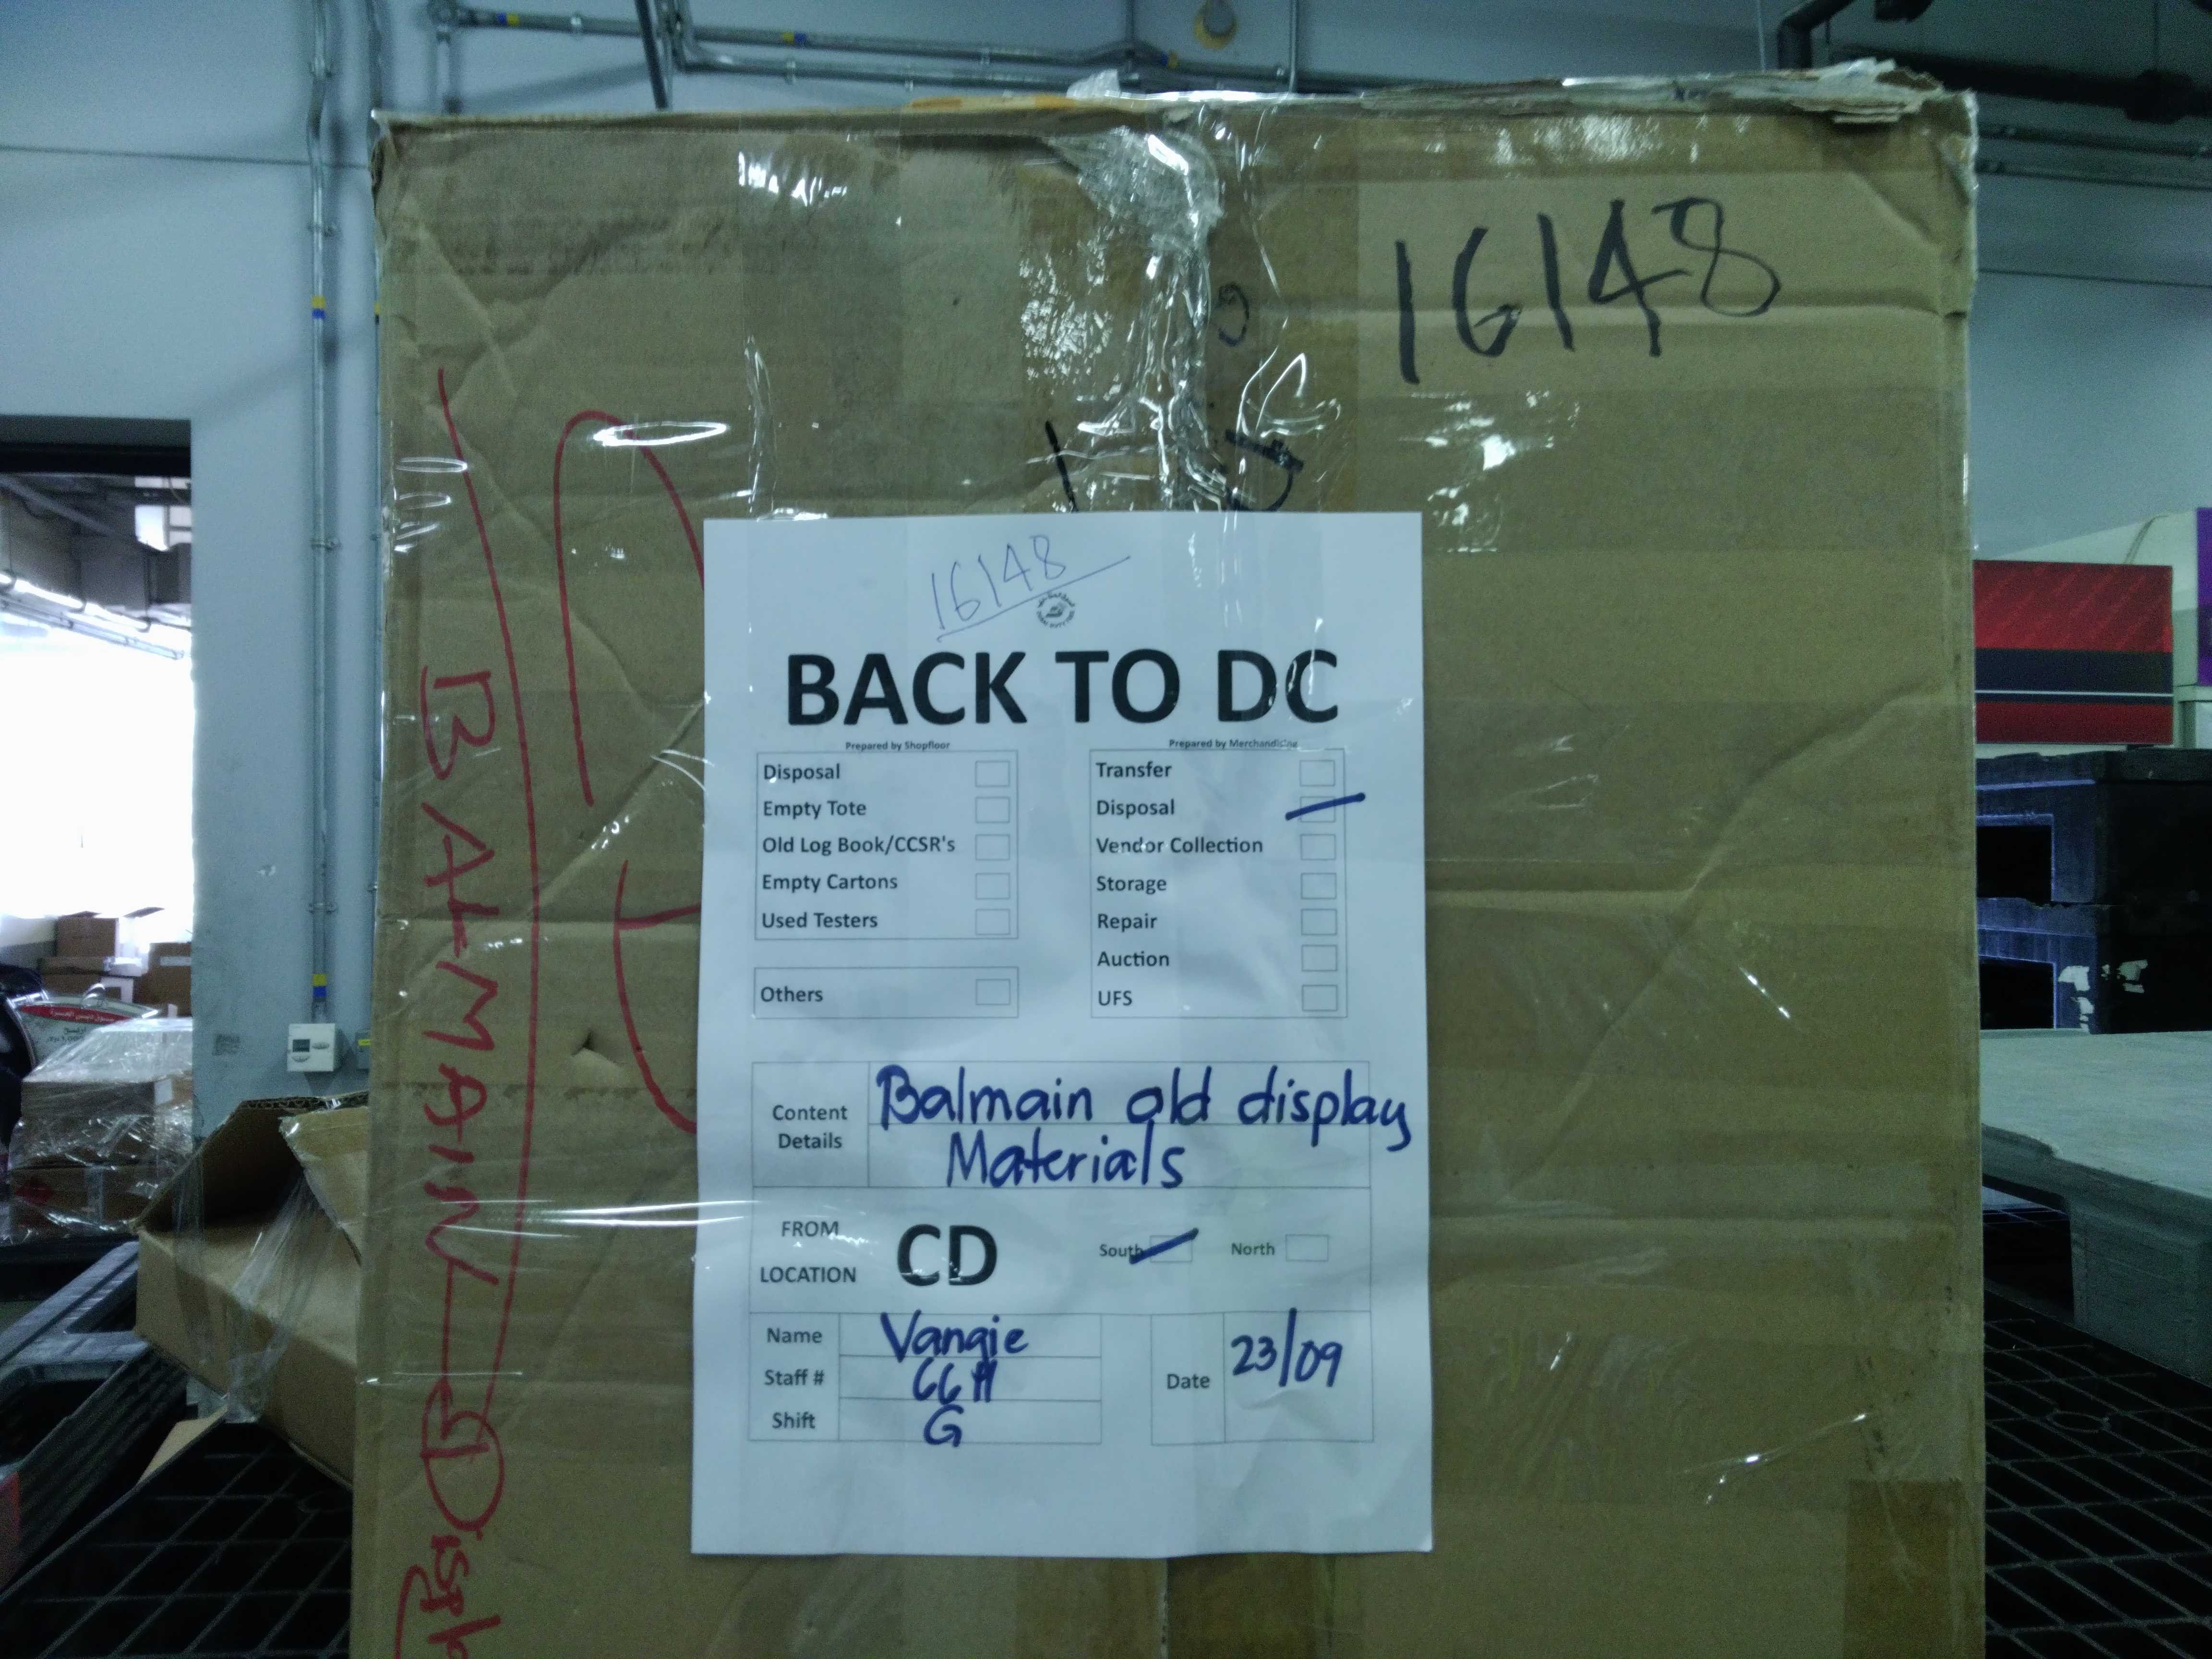 16148
16148
BACK TO DC
Prepared by Shopfloor
Disposal
Empty Tote
Old Log Book/CCSR's
Empty Cartons
Used Testers
Others
Prepared by Merchandising
Transfer
Disposal
Vendor Collection
Storage
Repair
Auction
UFS
Content Details
Balmain old display
Materials
FROM LOCATION
CD
South
North
Name
Vangie
Staff #
Shift
G
Date
23/09
BALMAIN